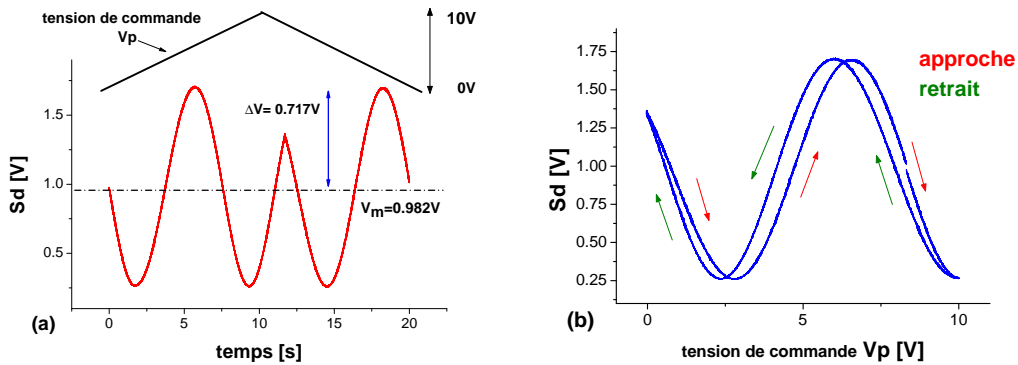 tension de commande
Vp
10V
0V
ΔV= 0.717V
Vm=0.982V
1.5
1.0
0.5
Sd [V]
0
5
10
15
20
temps [s]
(a)
approche
retrait
1.75
1.50
1.25
1.00
0.75
0.50
0.25
Sd [V]
0
5
10
tension de commande Vp [V]
(b)